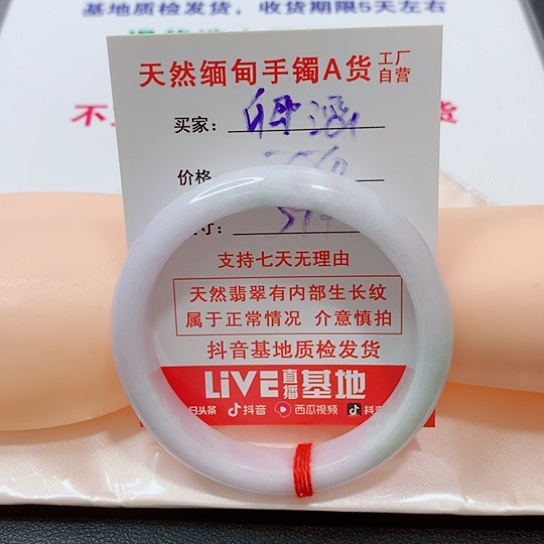 基地质检发货，收货期限5天左右
天然缅甸手镯A货 工厂自营
买家：
价格
寸：
支持七天无理由
天然翡翠有内部生长纹
属于正常情况 介意慎拍
抖音基地质检发货
LiVE直播基地
日头条 抖音 西瓜视频 抖音